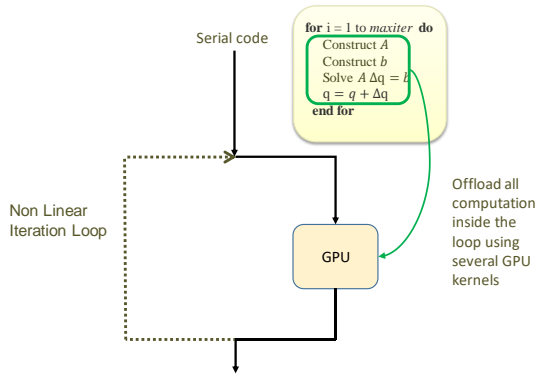 Serial code
for i = 1 to maxiter do
Construct A
Construct b
Solve A Δq = b
q = q + Δq
end for
Non Linear
Iteration Loop
GPU
Offload all
computation
inside the
loop using
several GPU
kernels